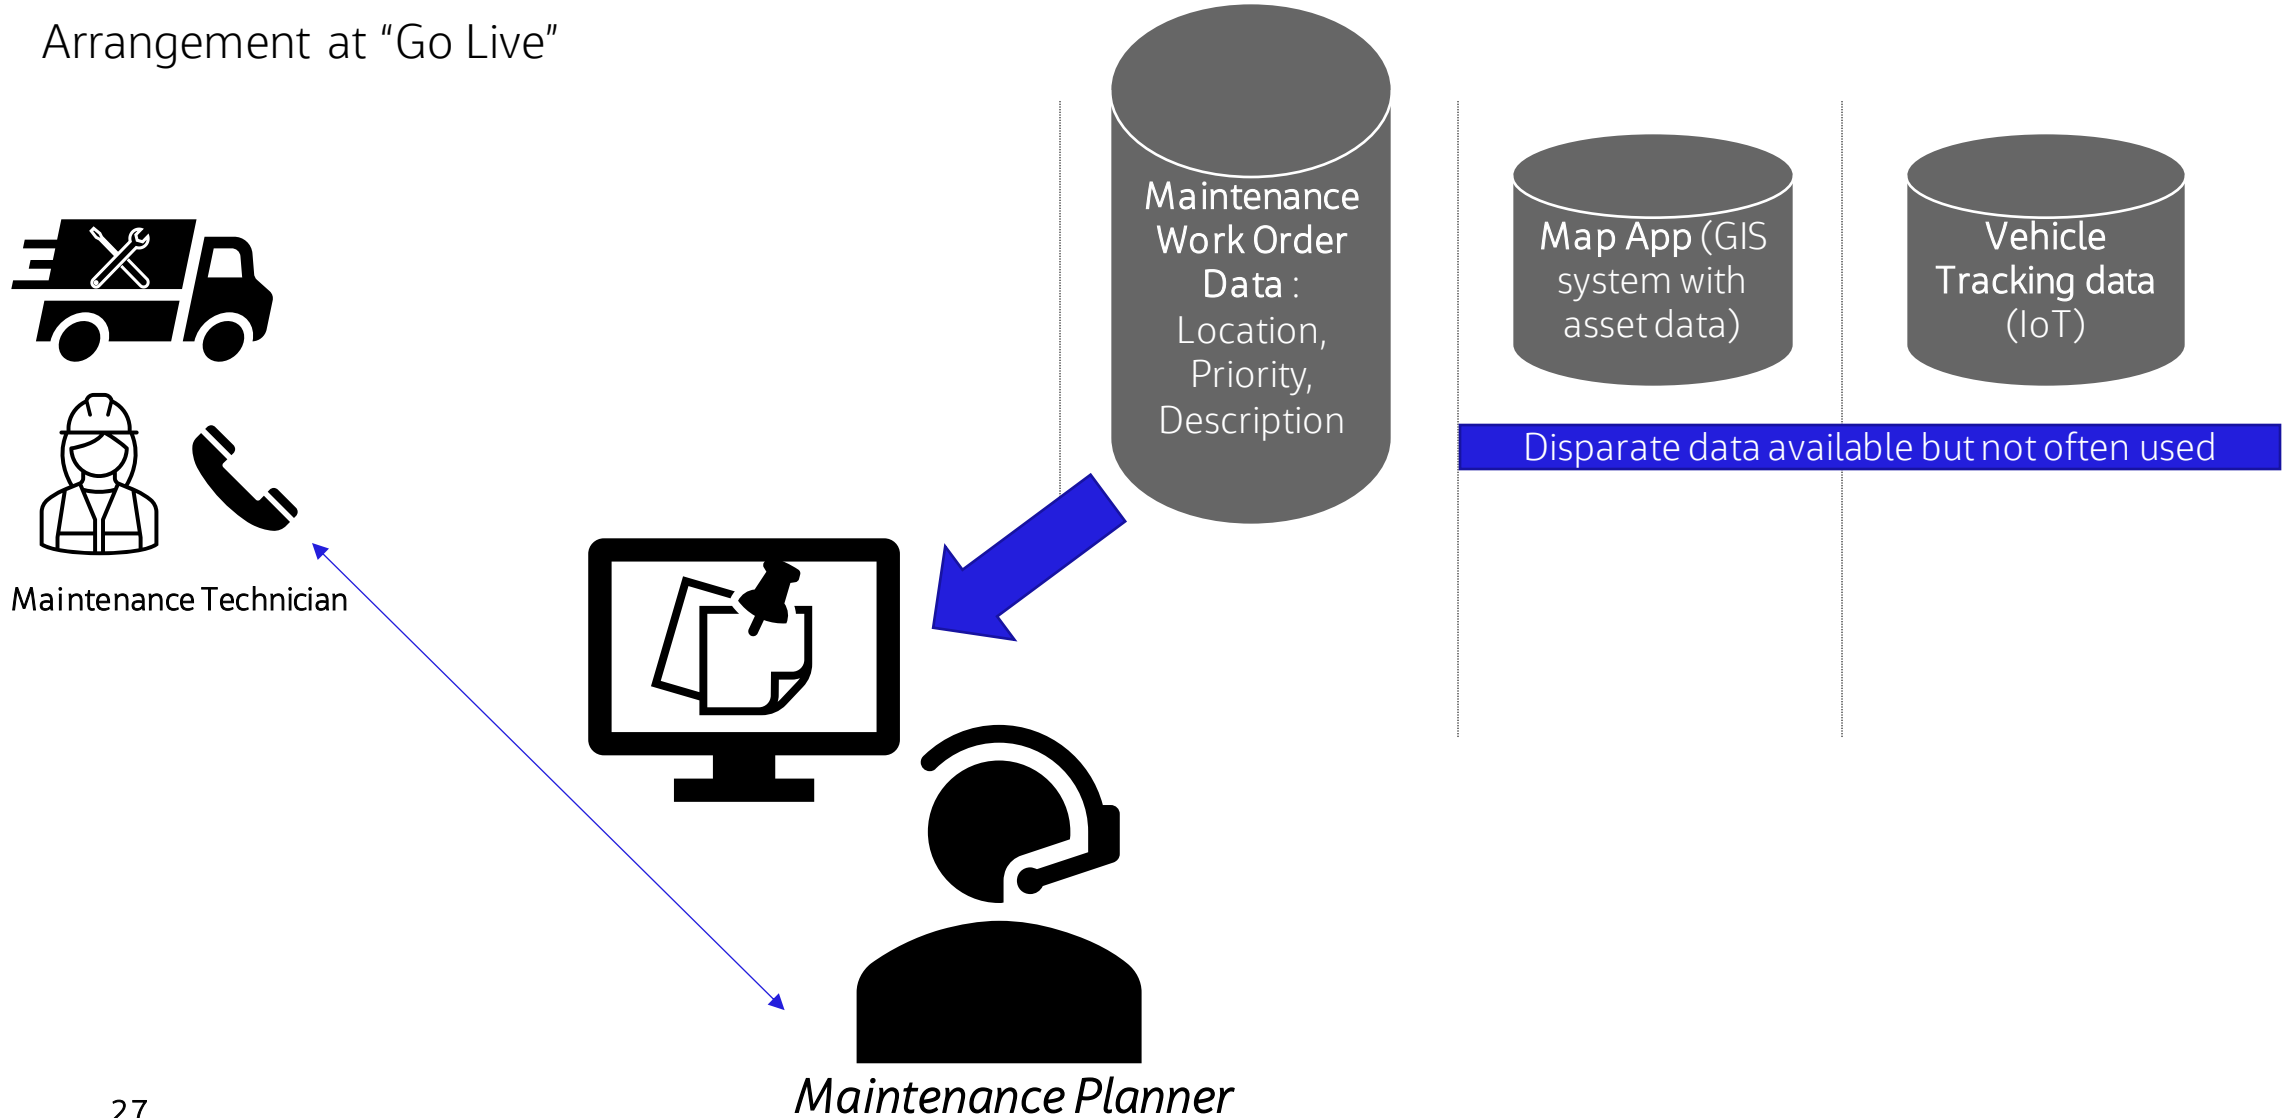 Arrangement at “Go Live”
Maintenance
Work Order
Data :
Location,
Priority,
Description
Map App (GIS
system with
asset data)
Vehicle
Tracking data
(IoT)
Disparate data available but not often used
Maintenance Technician
Maintenance Planner
27